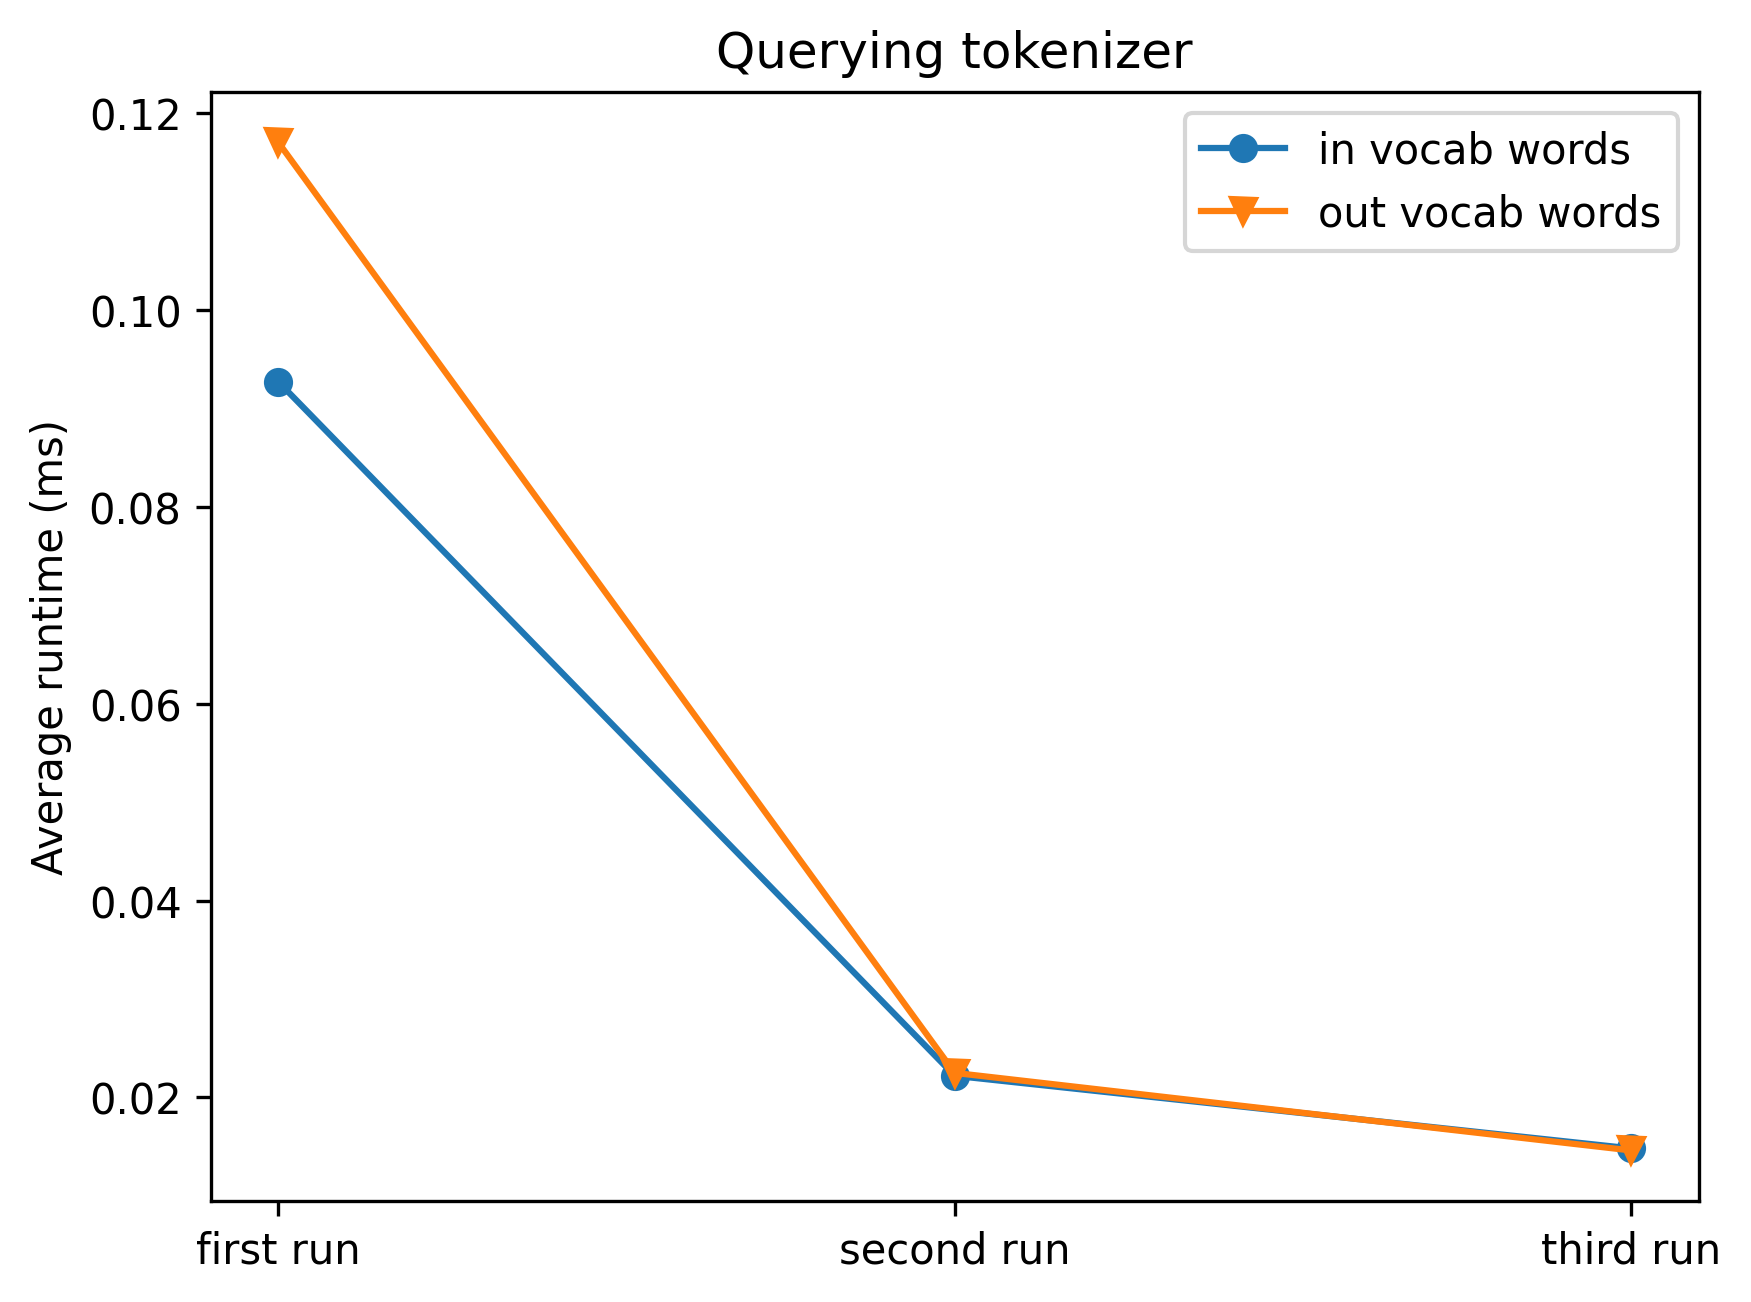 Querying tokenizer
in vocab words
out vocab words
Average runtime (ms)
0.12
0.10
0.08
0.06
0.04
0.02
first run
second run
third run